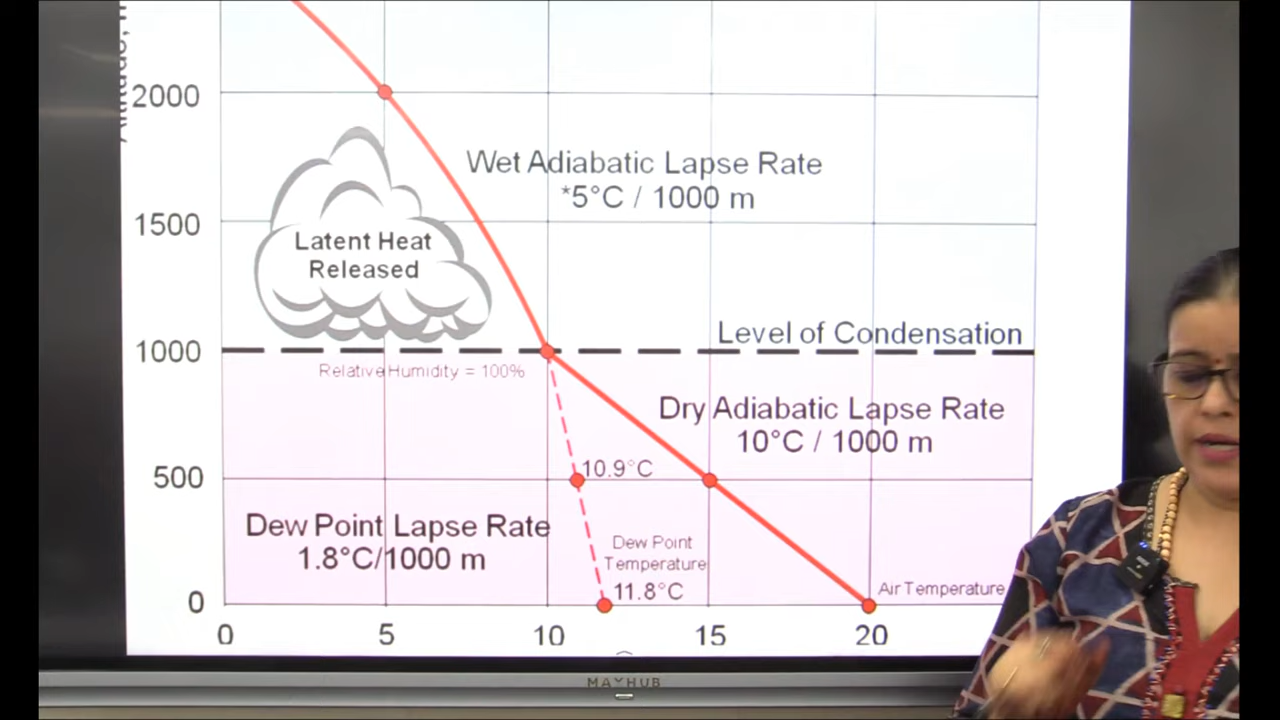 2000
Wet Adiabatic Lapse Rate
*5°C / 1000 m
1500
Latent Heat
Released
Level of Condensation
1000
Relative Humidity = 100%
Dry Adiabatic Lapse Rate
10°C / 1000 m
10.9°C
500
Dew Point Lapse Rate
1.8°C/1000 m
Dew Point
Temperature
11.8°C
Air Temperature
0
0 5 10 15 20
MAYHUB